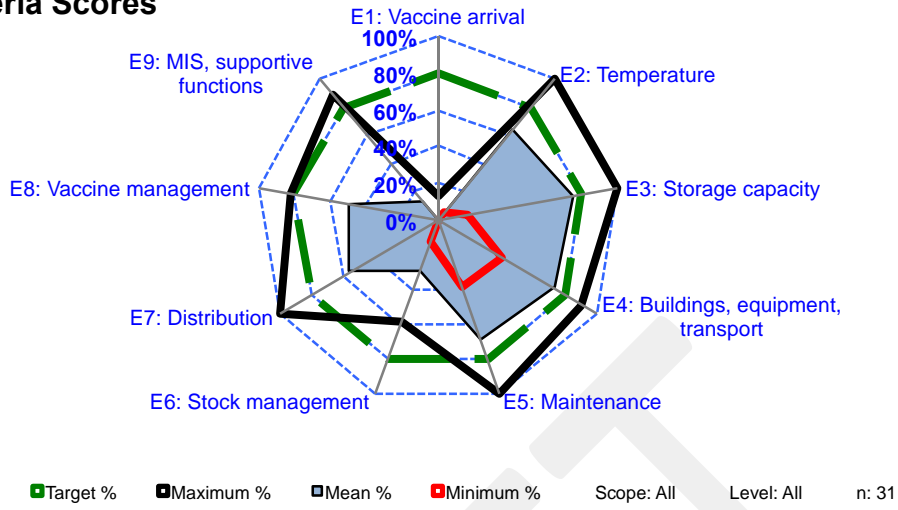 Scores
E1: Vaccine arrival
100%
E9: MIS, supportive
functions
80%
E2: Temperature
60%
40%
E8: Vaccine management
20%
E3: Storage capacity
0%
E7: Distribution
E4: Buildings, equipment,
transport
E6: Stock management
E5: Maintenance
Target %
Maximum %
Mean %
Minimum %
Scope: All
Level: All
n: 31